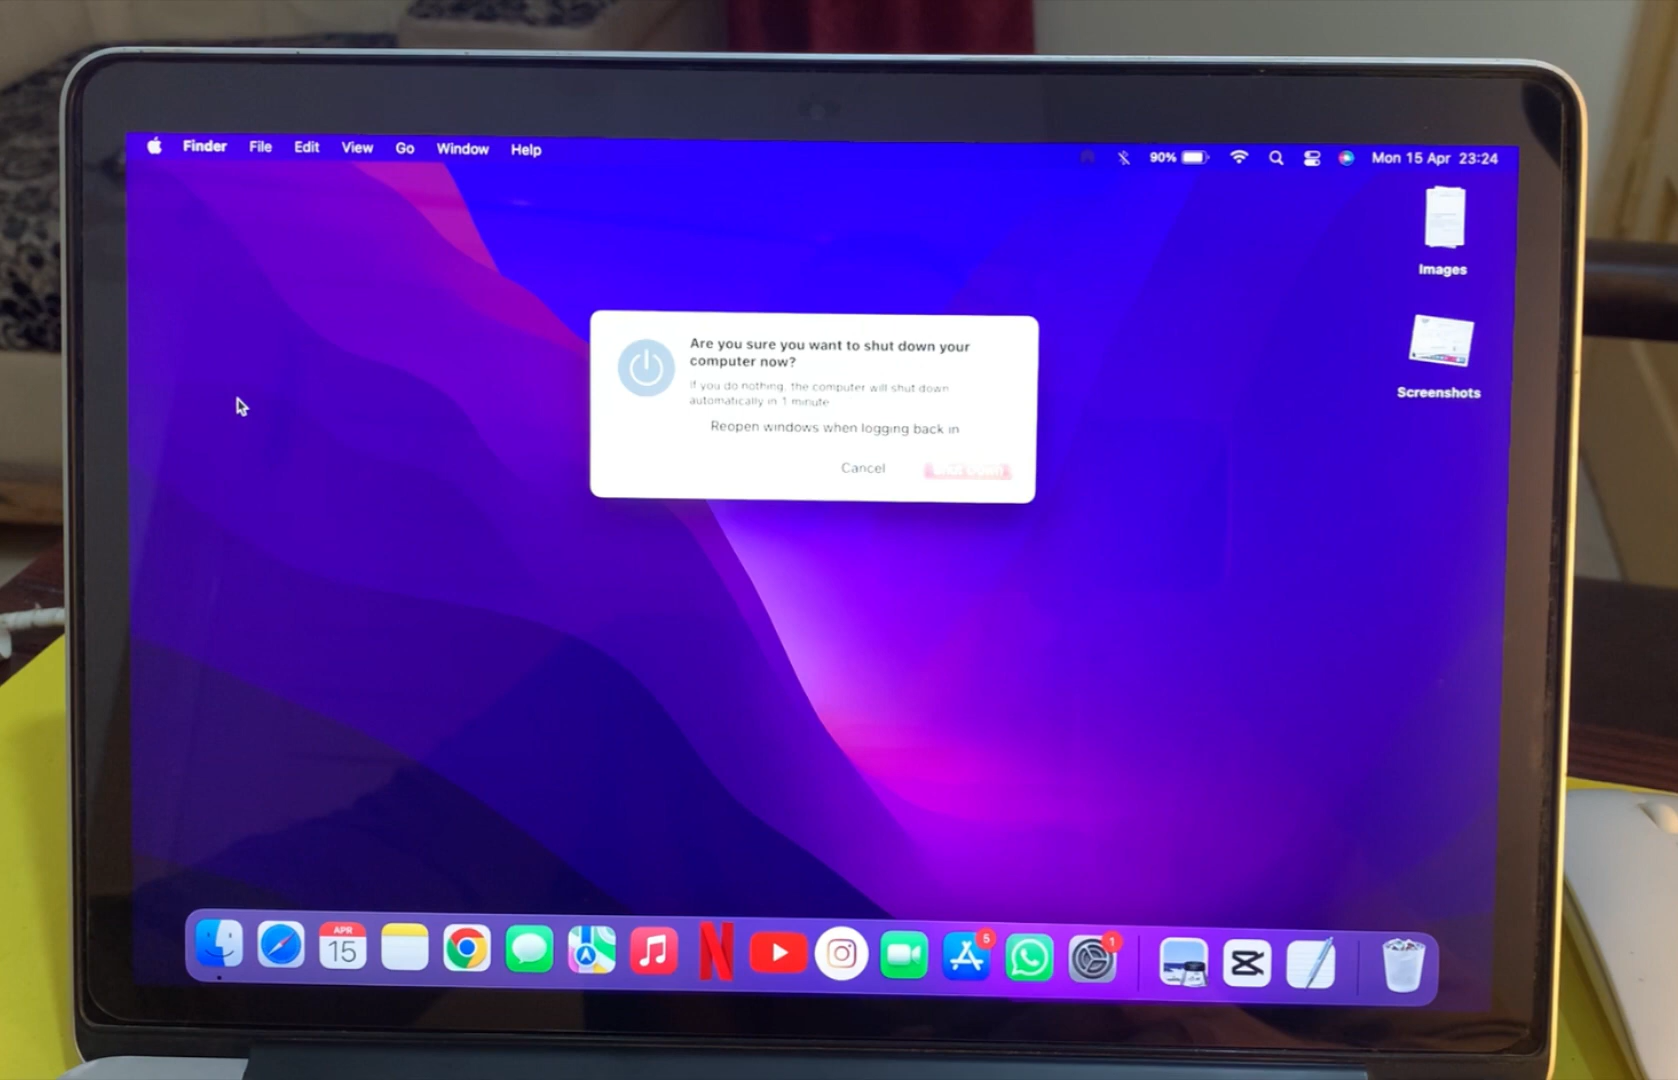 Finder File Edit View Go Window Help
90% Mon 15 Apr 23:24
Images
Screenshots
Are you sure you want to shut down your
computer now?
If you do nothing, the computer will shut down
automatically in 1 minute
Reopen windows when logging back in
Cancel Shut Down
APR
15
N
5
1